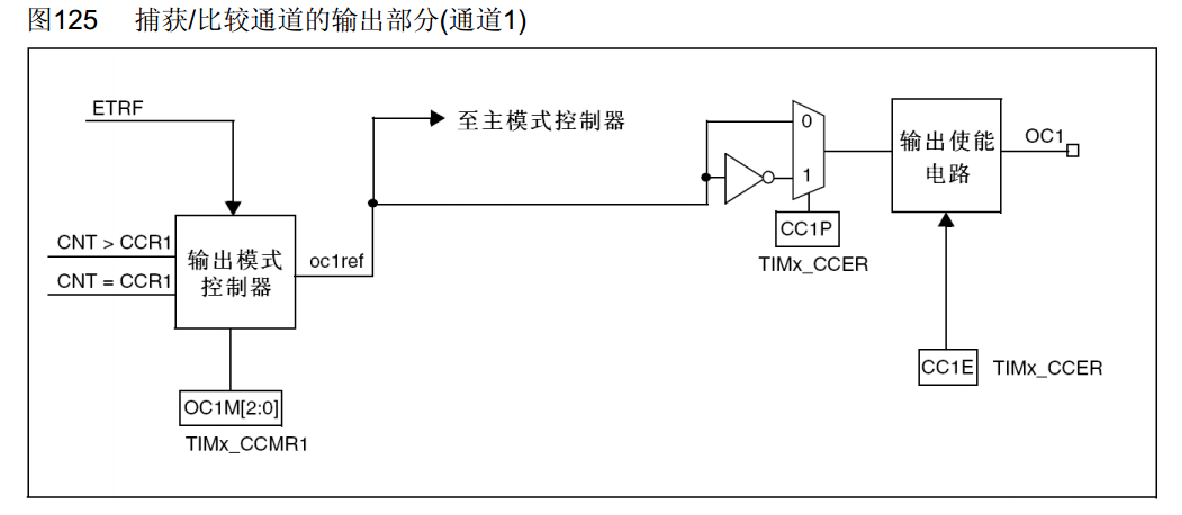 图125 捕获/比较通道的输出部分(通道1)
ETRF
至主模式控制器
0
1
输出使能
电路
OC1
CC1P
TIMx_CCER
CNT > CCR1
CNT = CCR1
输出模式
控制器
oc1ref
CC1E TIMx_CCER
OC1M[2:0]
TIMx_CCMR1